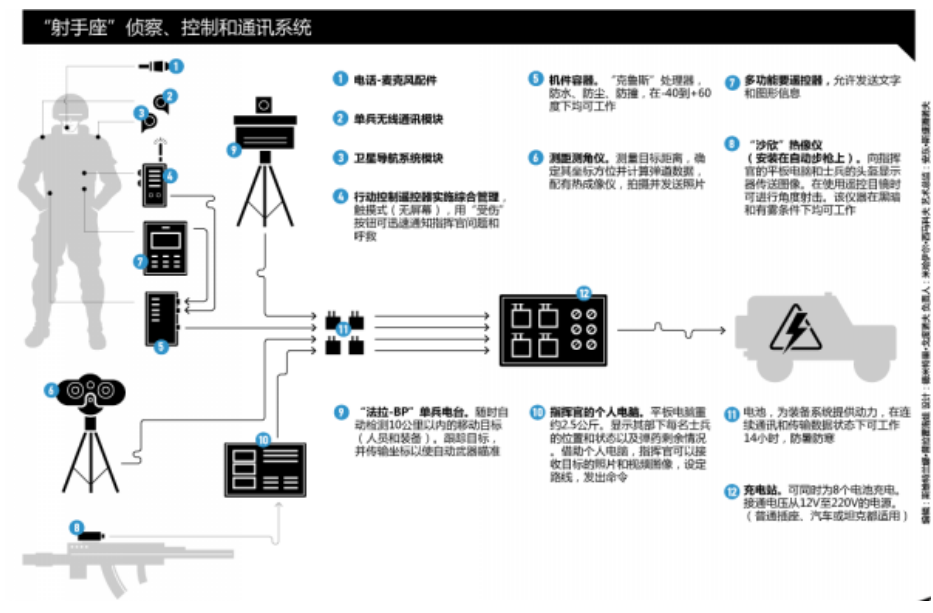 “射手座”侦察、控制和通讯系统
1 电话-麦克风配件
2 单兵无线通讯模块
3 卫星导航系统模块
4 行动控制遥控器实施综合管理，
触摸式（无屏幕），用“受伤”
按钮可迅速通知指挥官问题和
呼救
5 机件容器。“克鲁斯”处理器，
防水、防尘、防撞，在-40到+60
度下均可工作
6 测距测角仪。测量目标距离，确
定其坐标方位并计算弹道数据，
配有热成像仪，拍摄并发送照片
7 多功能要遥控器，允许发送文字
和图形信息
8 “沙欣”热像仪
（安装在自动步枪上）。向指挥
官的平板电脑和士兵的头盔显示
器传送图像。在使用遥控目镜时
可进行角度射击。该仪器在黑暗
和有雾条件下均可工作
9 “法拉-BP”单兵电台。随时自
动检测10公里以内的移动目标
（人员和装备）。跟踪目标，
并传输坐标以使自动武器瞄准
10 指挥官的个人电脑。平板电脑重
约2.5公斤。显示其部下每名士兵
的位置和状态以及弹药剩余情况
。借助个人电脑，指挥官可以接
收目标的照片和视频图像，设定
路线，发出命令
11 电池，为装备系统提供动力，在连
续通讯和传输数据状态下可工作
14小时，防暑防寒
12 充电站。可同时为8个电池充电。
接通电压从12V至220V的电源。
（普通插座、汽车或坦克都适用）
1
2
3
4
7
5
9
6
10
8
11
12